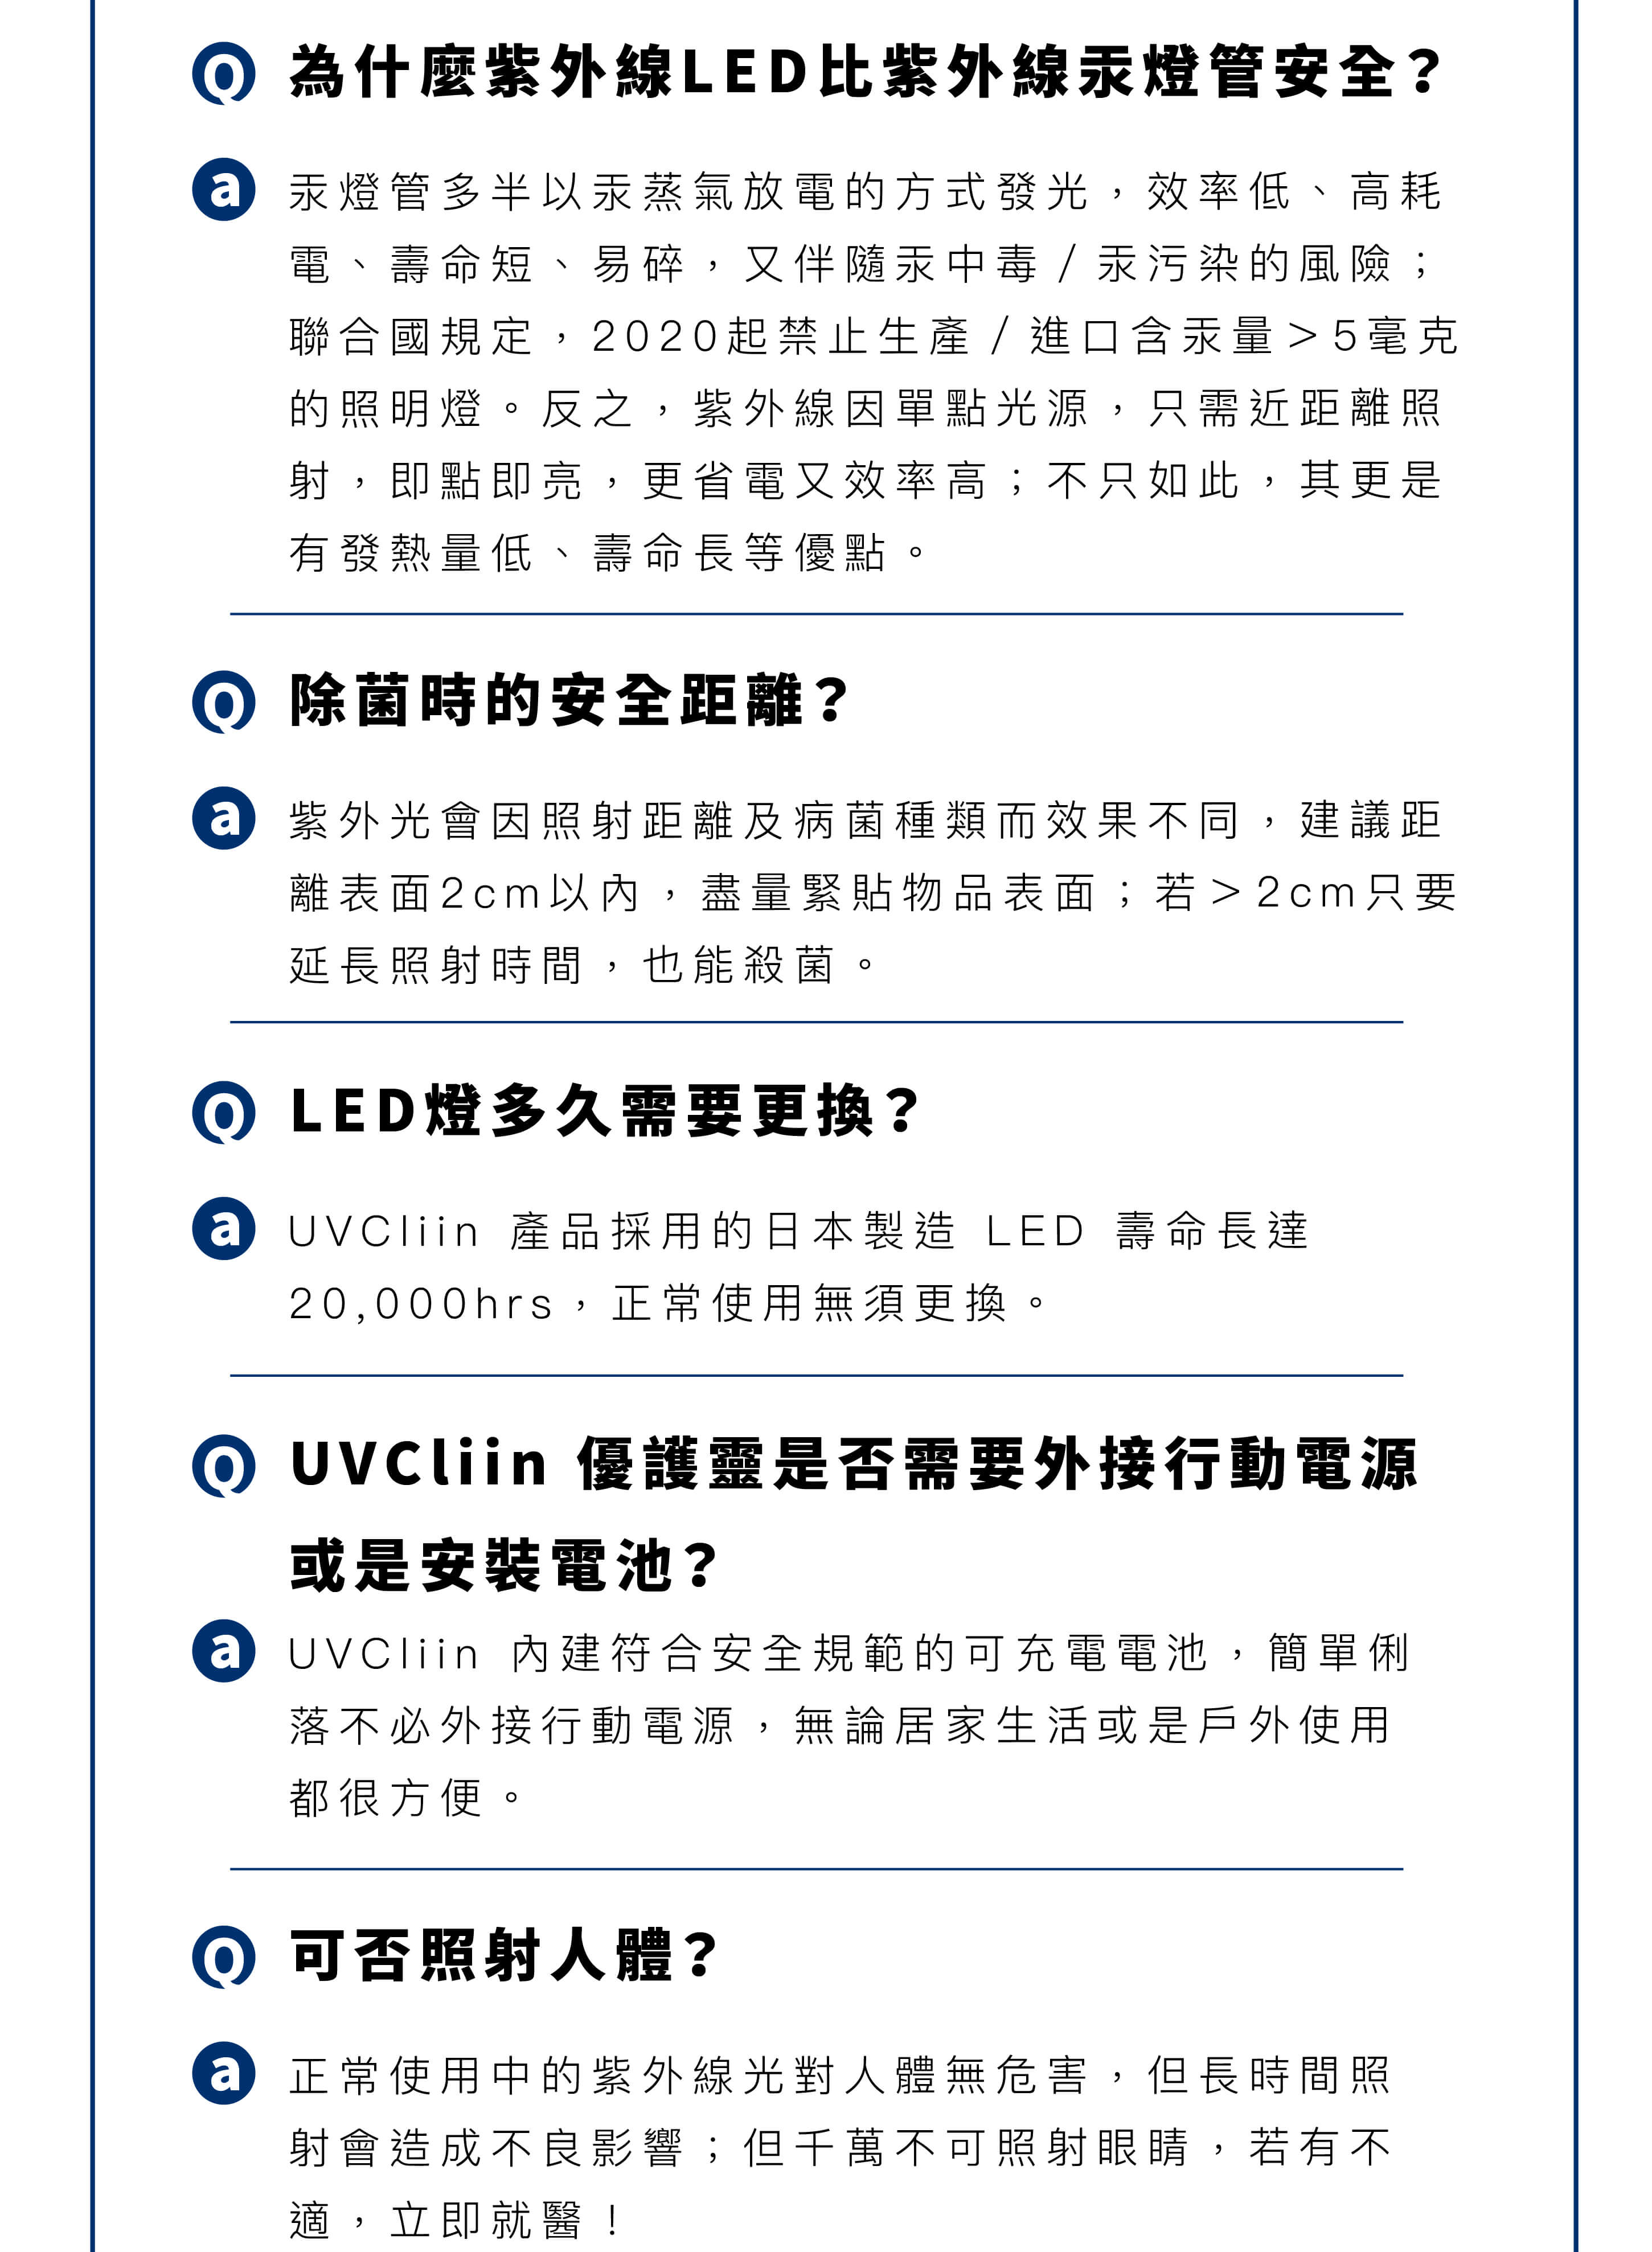 Q 為什麼紫外線LED比紫外線汞燈管安全？
a 汞燈管多半以汞蒸氣放電的方式發光，效率低、高耗
電、壽命短、易碎，又伴隨汞中毒／汞污染的風險；
聯合國規定，2020起禁止生產／進口含汞量＞5毫克
的照明燈。反之，紫外線因單點光源，只需近距離照
射，即點即亮，更省電又效率高；不只如此，其更是
有發熱量低、壽命長等優點。
Q 除菌時的安全距離？
a 紫外光會因照射距離及病菌種類而效果不同，建議距
離表面2cm以內，盡量緊貼物品表面；若＞2cm只要
延長照射時間，也能殺菌。
Q LED燈多久需要更換？
a UVCliin 產品採用的日本製造 LED 壽命長達
20,000hrs，正常使用無須更換。
Q UVCliin 優護靈是否需要外接行動電源
或是安裝電池？
a UVCliin 內建符合安全規範的可充電電池，簡單俐
落不必外接行動電源，無論居家生活或是戶外使用
都很方便。
Q 可否照射人體？
a 正常使用中的紫外線光對人體無危害，但長時間照
射會造成不良影響；但千萬不可照射眼睛，若有不
適，立即就醫！